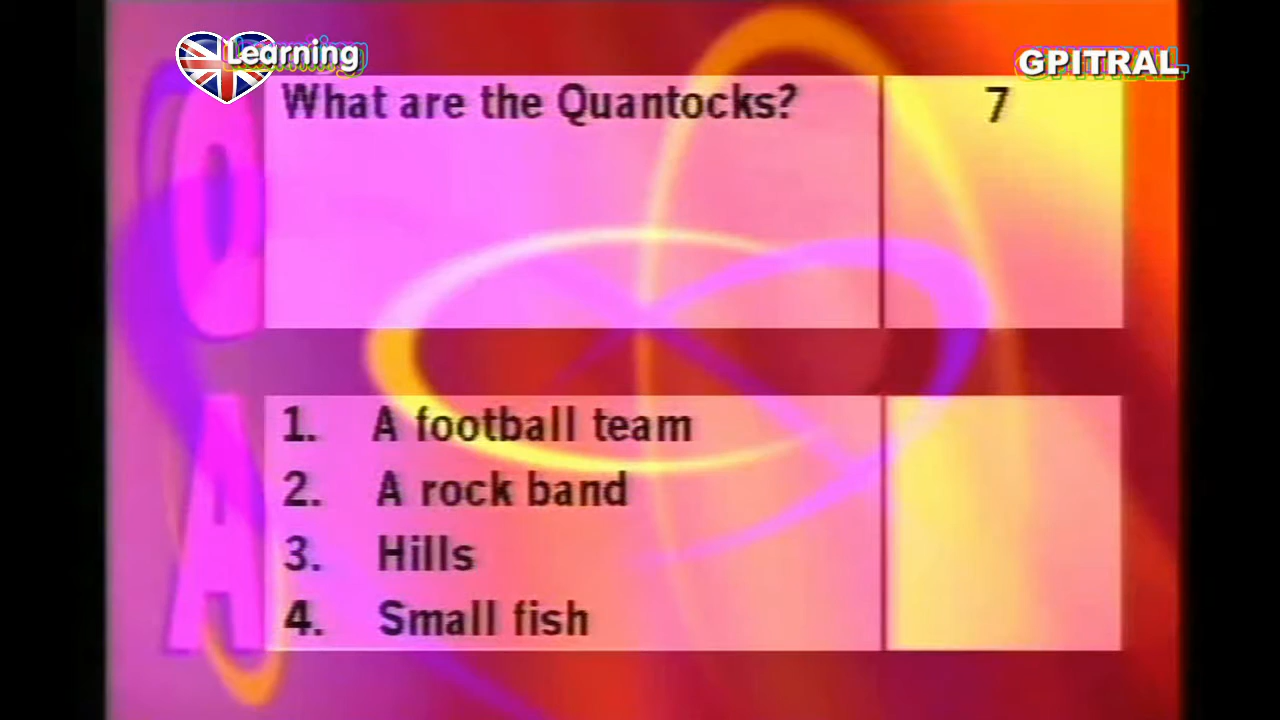 Learning
GPITRAL
What are the Quantocks?
7
Q
A
1. A football team
2. A rock band
3. Hills
4. Small fish